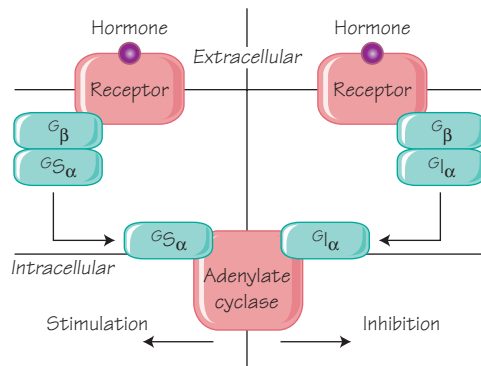 Hormone
Hormone
Extracellular
Receptor
Receptor
Gβ
GSα
Gβ
GIα
GSα
GIα
Intracellular
Adenylate
cyclase
Stimulation
Inhibition